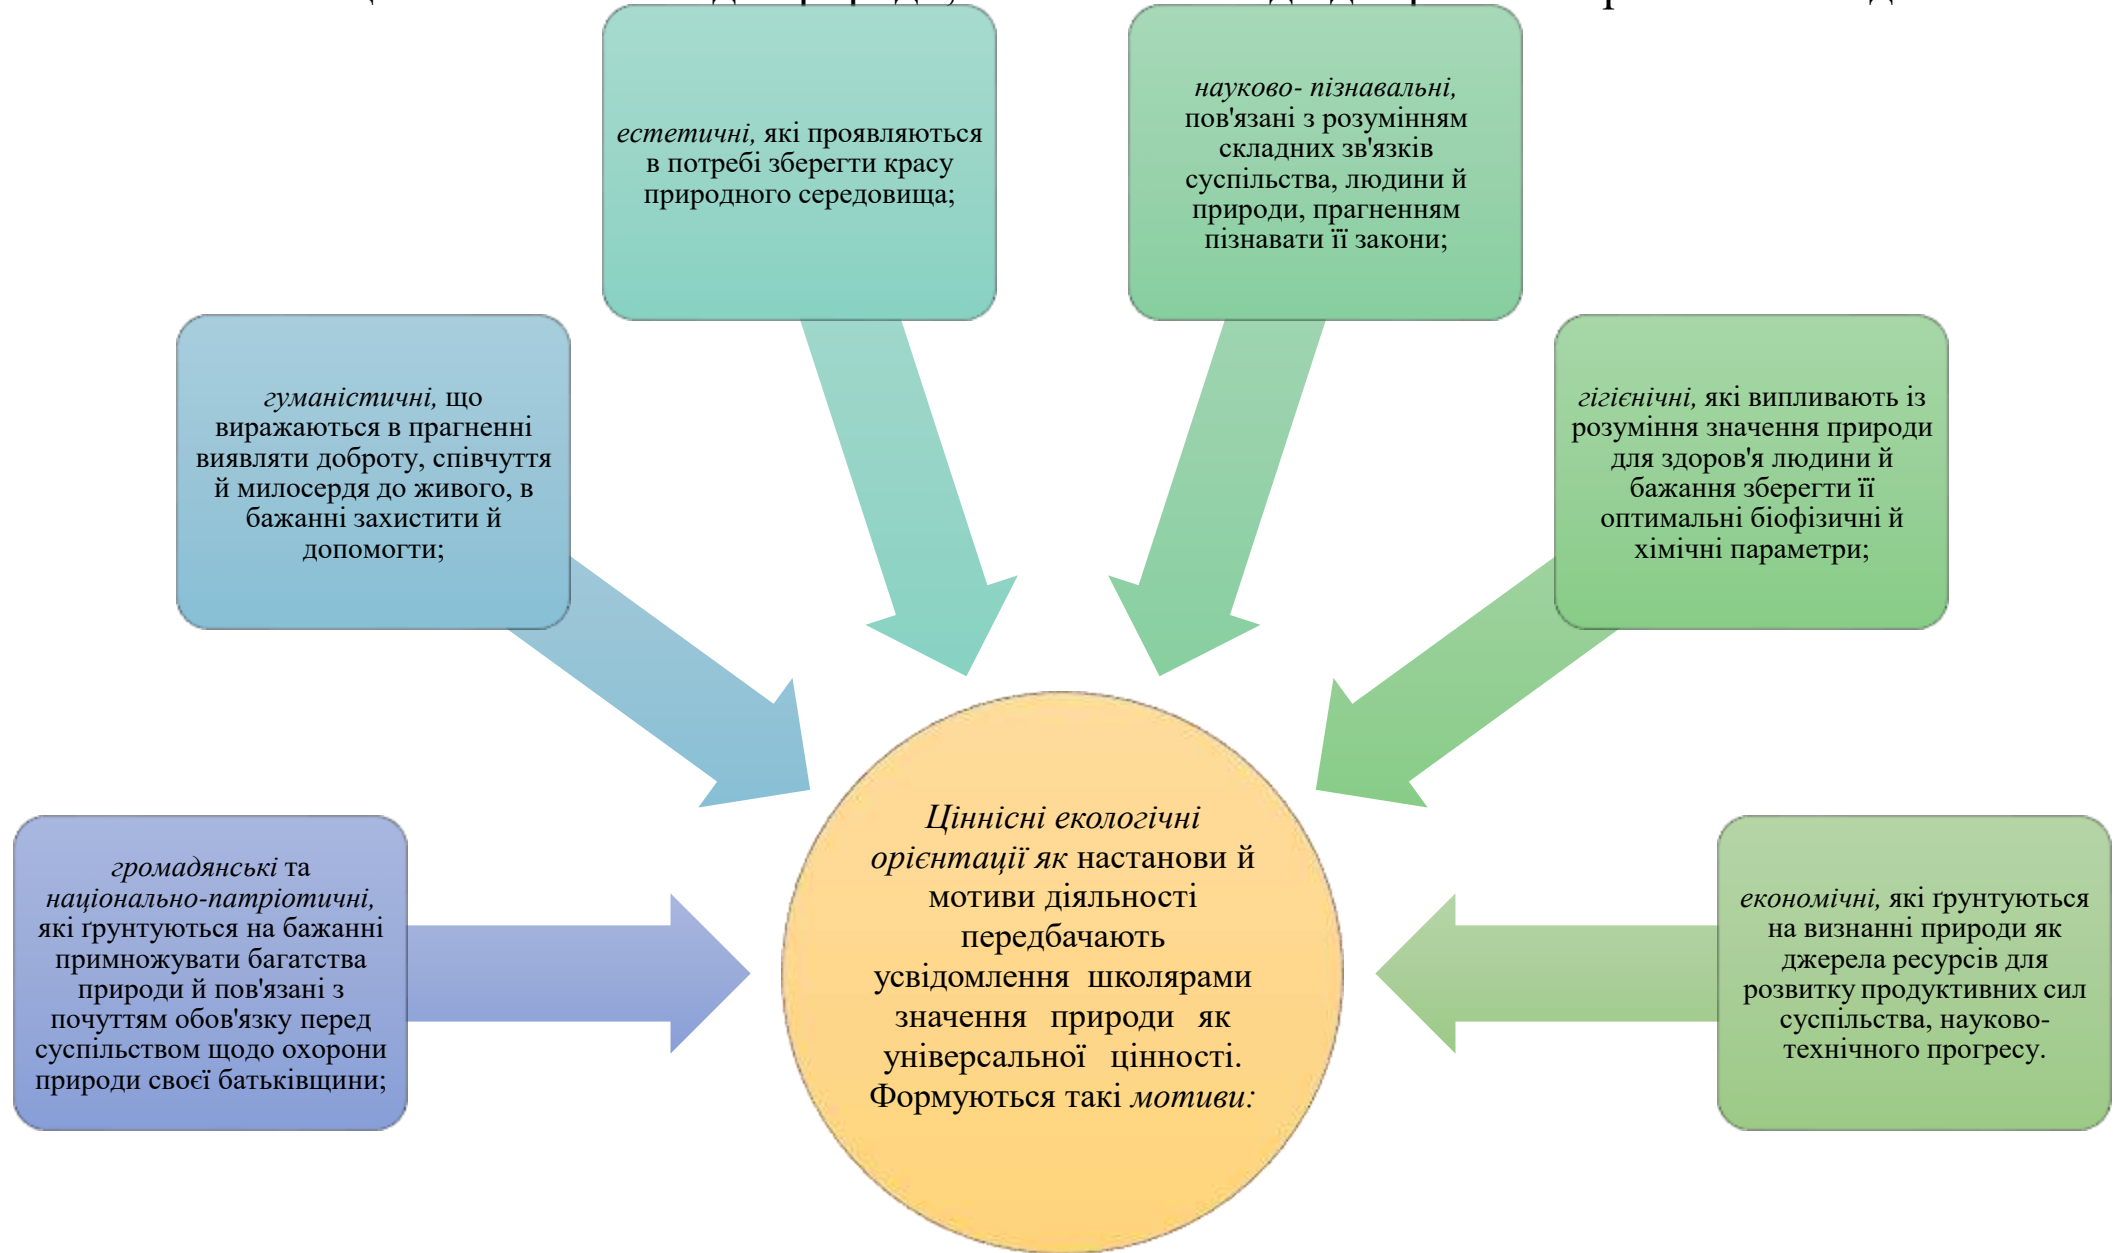 естетичні, які проявляються
в потребі зберегти красу
природного середовища;
науково- пізнавальні,
пов'язані з розумінням
складних зв'язків
суспільства, людини й
природи, прагненням
пізнавати її закони;
гуманістичні, що
виражаються в прагненні
виявляти доброту, співчуття
й милосердя до живого, в
бажанні захистити й
допомогти;
гігієнічні, які випливають із
розуміння значення природи
для здоров'я людини й
бажання зберегти її
оптимальні біофізичні й
хімічні параметри;
громадянські та
національно-патріотичні,
які ґрунтуються на бажанні
примножувати багатства
природи й пов'язані з
почуттям обов'язку перед
суспільством щодо охорони
природи своєї батьківщини;
Ціннісні екологічні
орієнтації як настанови й
мотиви діяльності
передбачають
усвідомлення школярами
значення природи як
універсальної цінності.
Формуються такі мотиви:
економічні, які ґрунтуються
на визнанні природи як
джерела ресурсів для
розвитку продуктивних сил
суспільства, науково-
технічного прогресу.